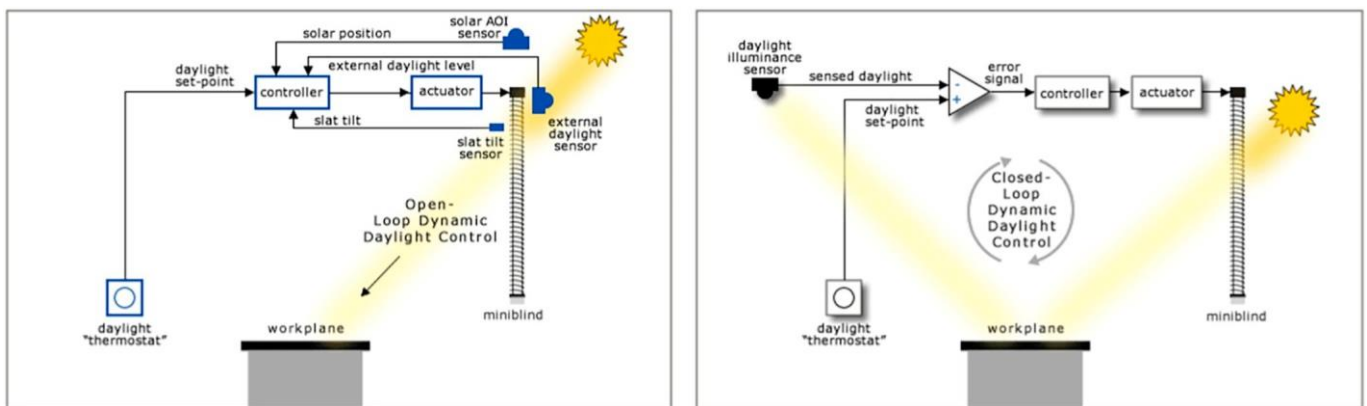 solar AOI
sensor
solar position
external daylight level
daylight
set-point
controller
actuator
slat tilt
slat tilt
sensor
external
daylight
sensor
Open-
Loop Dynamic
Daylight Control
miniblind
workplane
daylight
"thermostat"
daylight
illuminance
sensor
sensed daylight
-
+
error
signal
controller
actuator
daylight
set-point
Closed-
Loop
Dynamic
Daylight
Control
miniblind
workplane
daylight
"thermostat"